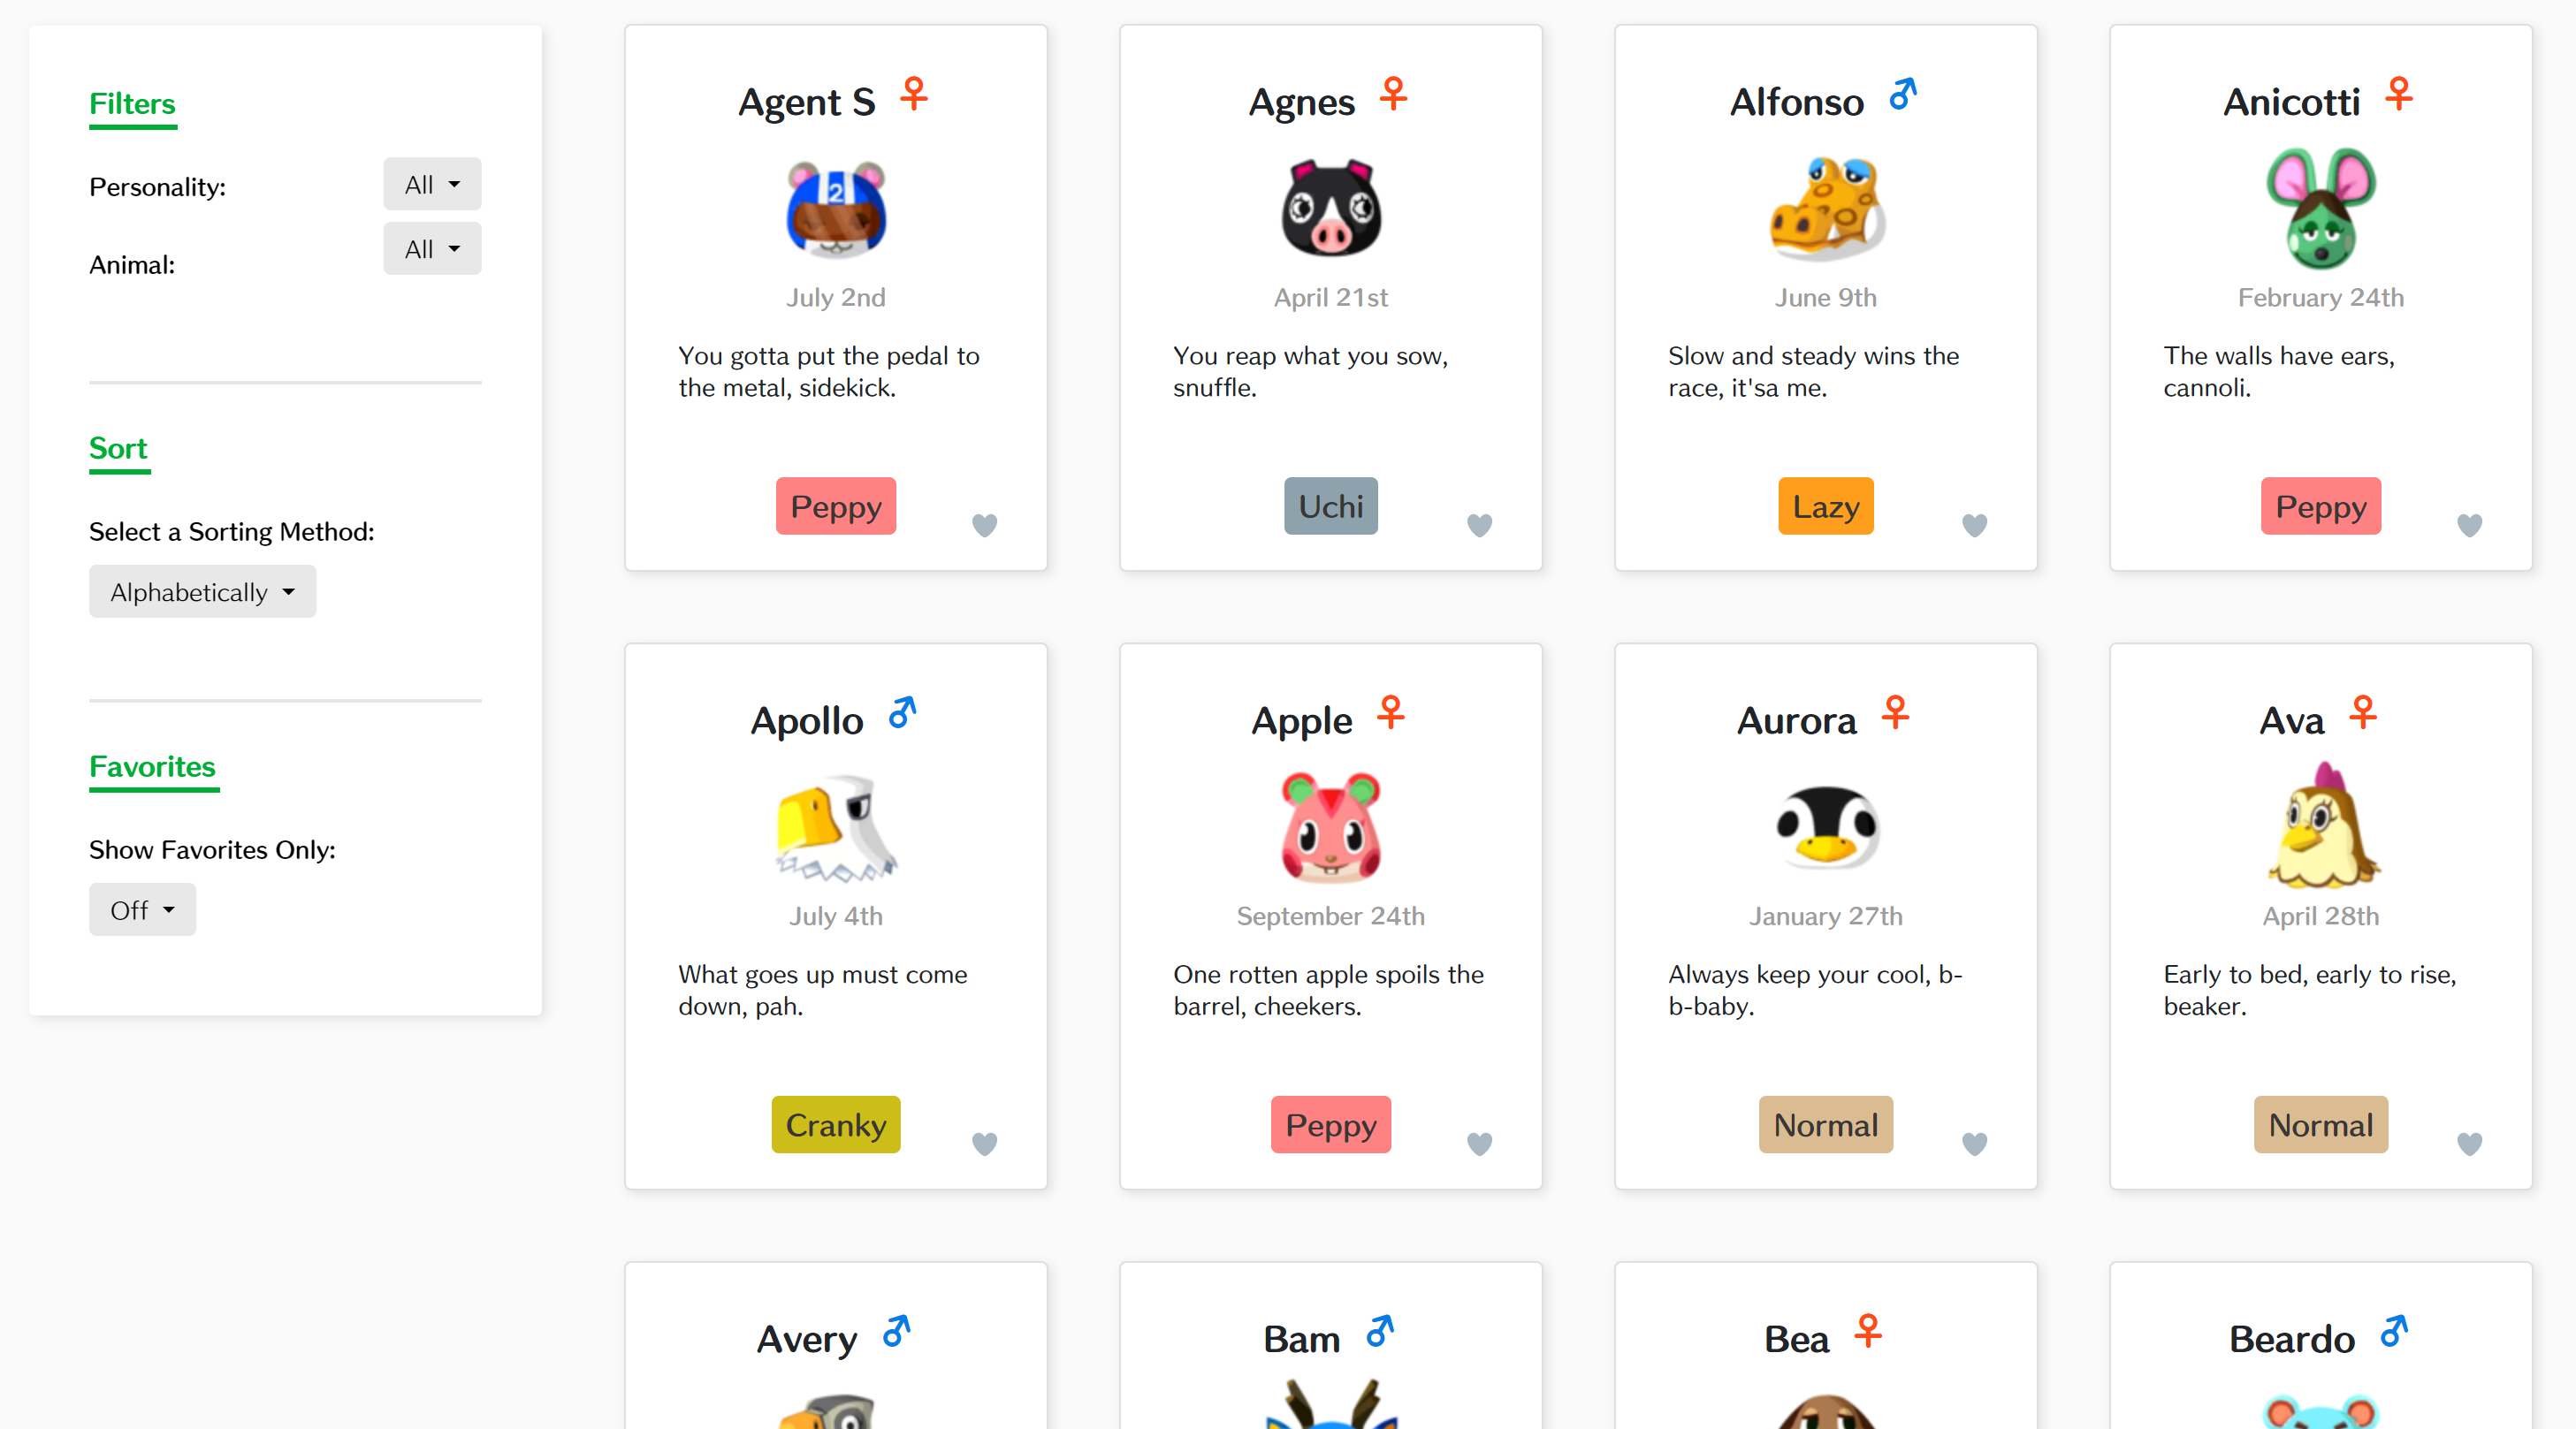 Filters
Personality:
All
Animal:
All
Sort
Select a Sorting Method:
Alphabetically
Favorites
Show Favorites Only:
Off
Agent S ♀
2
July 2nd
You gotta put the pedal to
the metal, sidekick.
Peppy
Agnes ♀
April 21st
You reap what you sow,
snuffle.
Uchi
Alfonso ♂
June 9th
Slow and steady wins the
race, it'sa me.
Lazy
Anicotti ♀
February 24th
The walls have ears,
cannoli.
Peppy
Apollo ♂
July 4th
What goes up must come
down, pah.
Cranky
Apple ♀
September 24th
One rotten apple spoils the
barrel, cheekers.
Peppy
Aurora ♀
January 27th
Always keep your cool, b-
b-baby.
Normal
Ava ♀
April 28th
Early to bed, early to rise,
beaker.
Normal
Avery ♂
Bam ♂
Bea ♀
Beardo ♂